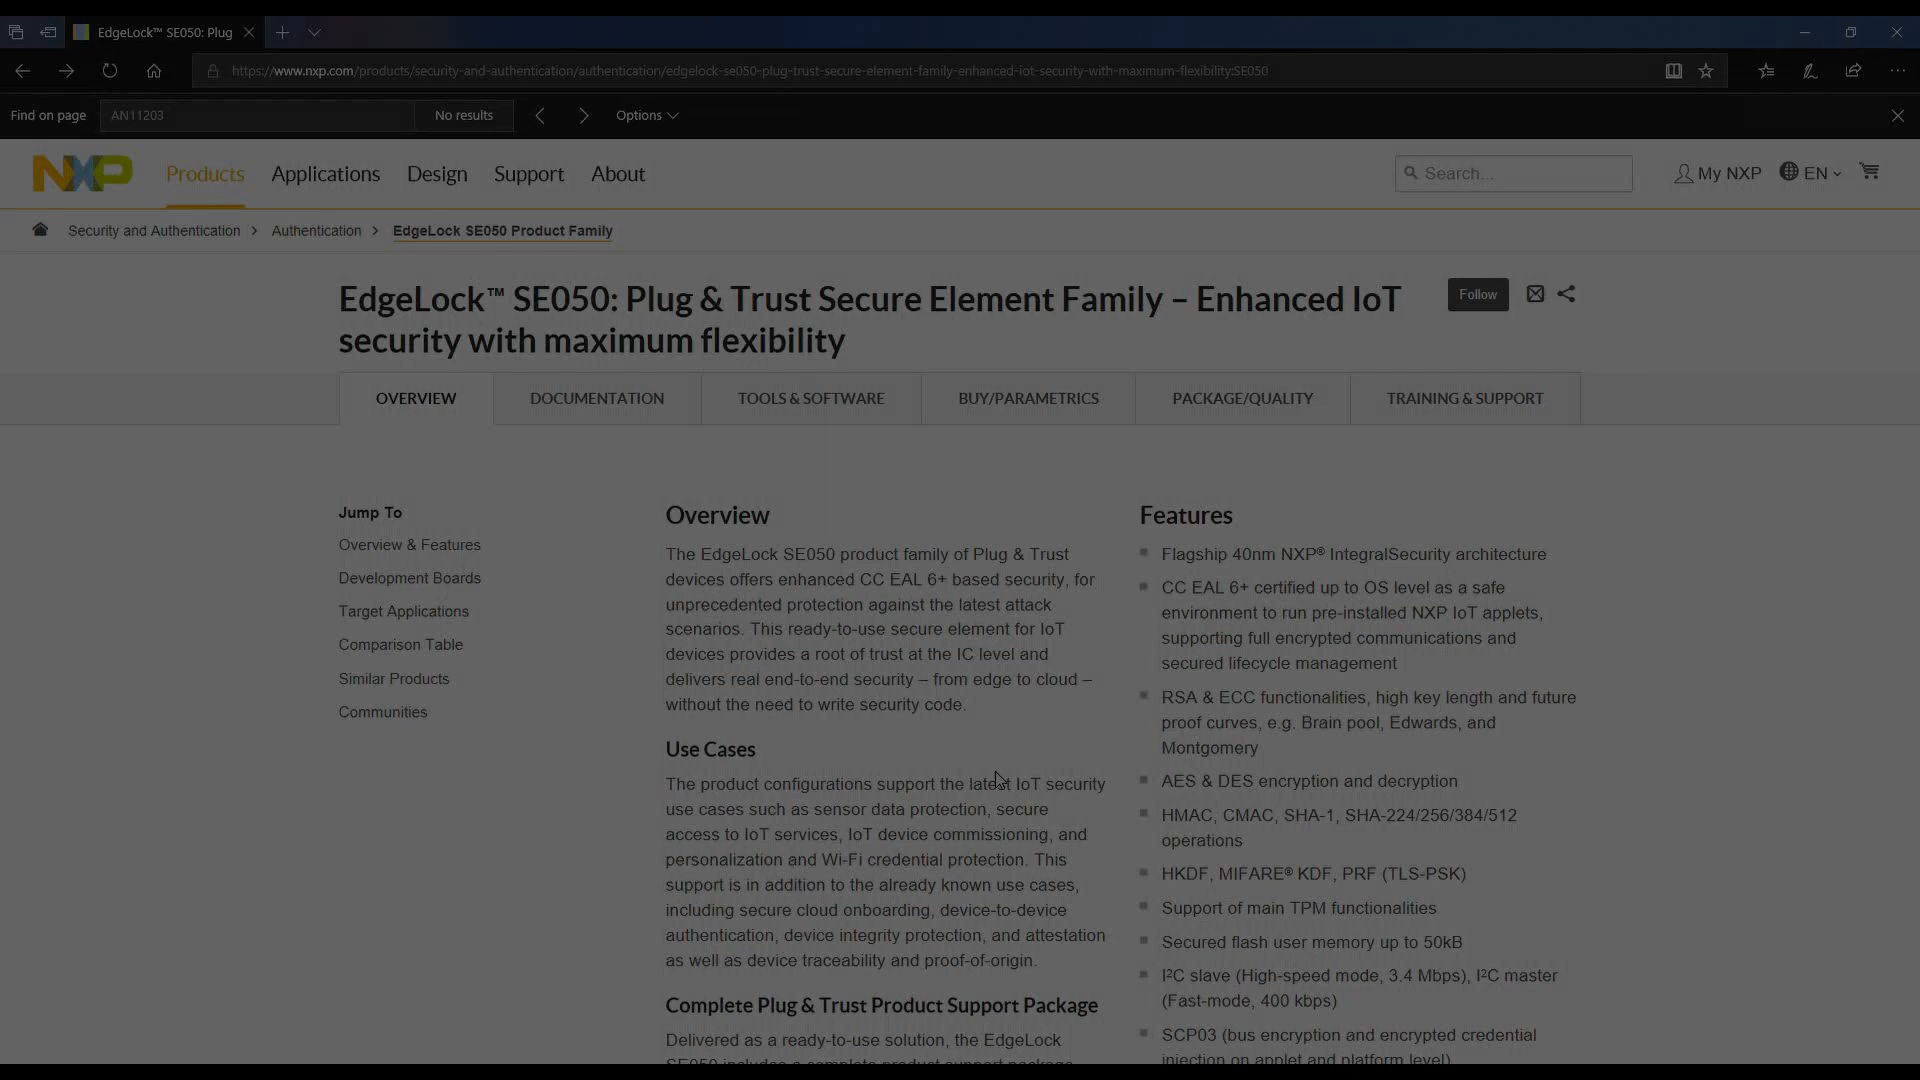 EdgeLock™ SE050: Plug
https://www.nxp.com/products/security-and-authentication/authentication/edgelock-se050-plug-trust-secure-element-family-enhanced-iot-security-with-maximum-flexibility:SE050
Find on page AN11203 No results Options
NXP Products Applications Design Support About Search... My NXP EN
Security and Authentication > Authentication > EdgeLock SE050 Product Family
EdgeLock™ SE050: Plug & Trust Secure Element Family – Enhanced IoT
security with maximum flexibility
Follow
OVERVIEW DOCUMENTATION TOOLS & SOFTWARE BUY/PARAMETRICS PACKAGE/QUALITY TRAINING & SUPPORT
Jump To
Overview & Features
Development Boards
Target Applications
Comparison Table
Similar Products
Communities
Overview
The EdgeLock SE050 product family of Plug & Trust
devices offers enhanced CC EAL 6+ based security, for
unprecedented protection against the latest attack
scenarios. This ready-to-use secure element for IoT
devices provides a root of trust at the IC level and
delivers real end-to-end security – from edge to cloud –
without the need to write security code.
Use Cases
The product configurations support the latest IoT security
use cases such as sensor data protection, secure
access to IoT services, IoT device commissioning, and
personalization and Wi-Fi credential protection. This
support is in addition to the already known use cases,
including secure cloud onboarding, device-to-device
authentication, device integrity protection, and attestation
as well as device traceability and proof-of-origin.
Complete Plug & Trust Product Support Package
Delivered as a ready-to-use solution, the EdgeLock
SE050 includes a complete product support package
Features
Flagship 40nm NXP® IntegralSecurity architecture
CC EAL 6+ certified up to OS level as a safe
environment to run pre-installed NXP IoT applets,
supporting full encrypted communications and
secured lifecycle management
RSA & ECC functionalities, high key length and future
proof curves, e.g. Brain pool, Edwards, and
Montgomery
AES & DES encryption and decryption
HMAC, CMAC, SHA-1, SHA-224/256/384/512
operations
HKDF, MIFARE® KDF, PRF (TLS-PSK)
Support of main TPM functionalities
Secured flash user memory up to 50kB
I²C slave (High-speed mode, 3.4 Mbps), I²C master
(Fast-mode, 400 kbps)
SCP03 (bus encryption and encrypted credential
injection on applet and platform level)